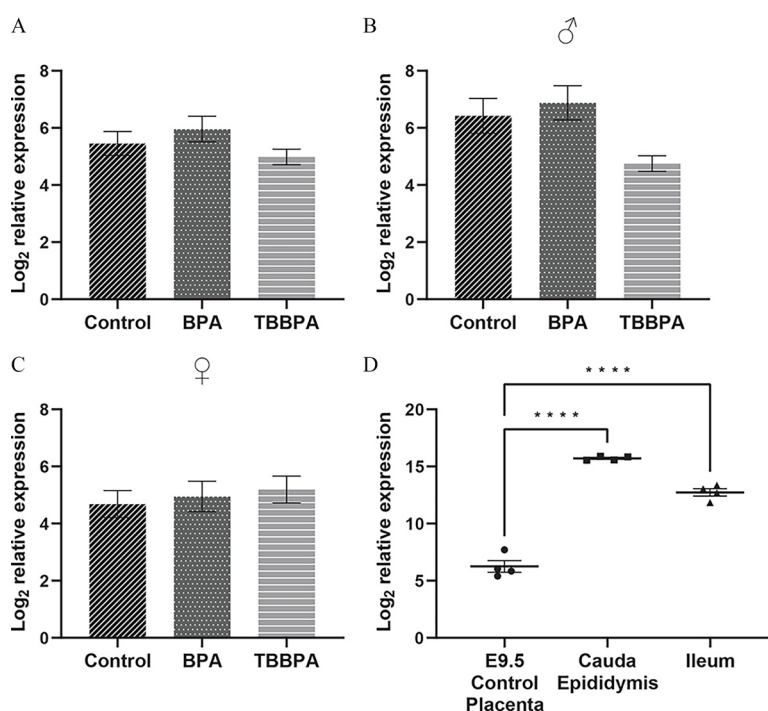 A
Log2 relative expression
8
6
4
2
0
Control BPA TBBPA
B ♂
Log2 relative expression
8
6
4
2
0
Control BPA TBBPA
C ♀
Log2 relative expression
8
6
4
2
0
Control BPA TBBPA
D
Log2 relative expression
20
15
10
5
0
****
****
E9.5 Cauda Ileum
Control Epididymis
Placenta